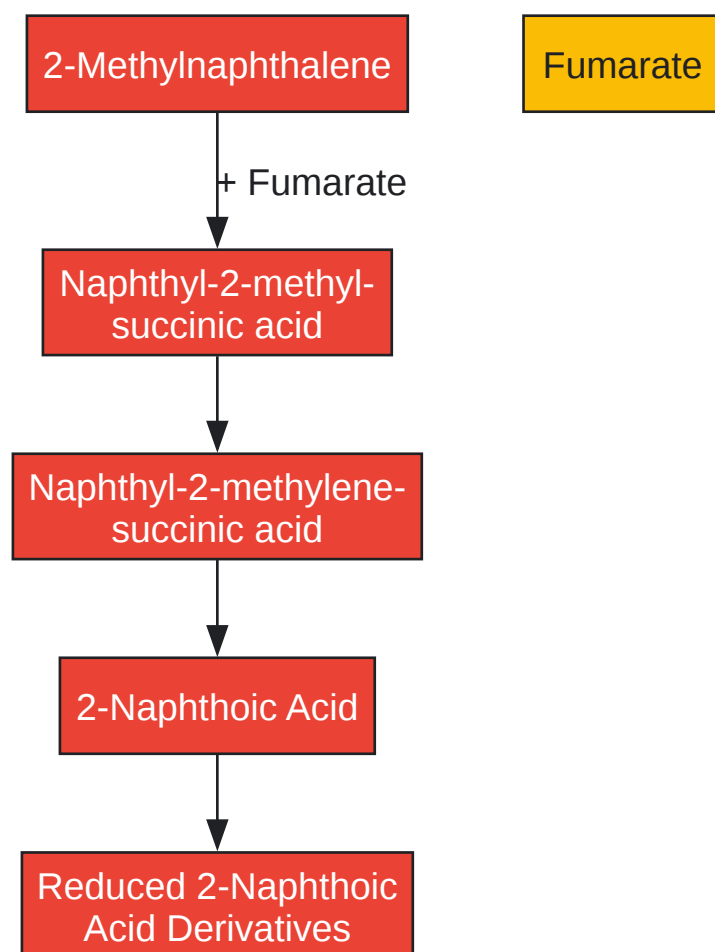 2-Methylnaphthalene
Fumarate
+ Fumarate
Naphthyl-2-methyl-
succinic acid
Naphthyl-2-methylene-
succinic acid
2-Naphthoic Acid
Reduced 2-Naphthoic
Acid Derivatives